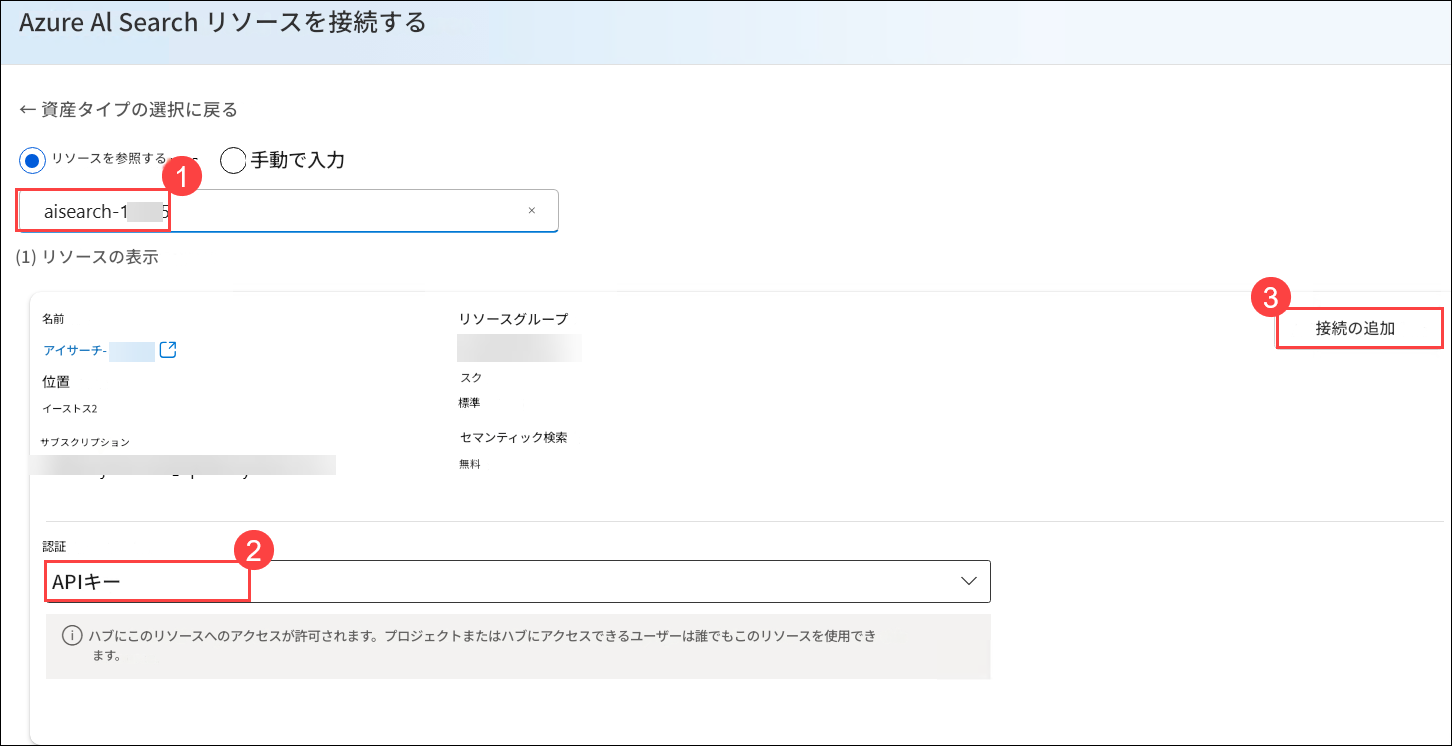 Azure Al Search リソースを接続する
← 資産タイプの選択に戻る
リソースを参照する
手動で入力
1
aisearch-1 5
×
(1) リソースの表示
名前
リソースグループ
3
接続の追加
アイサーチ-
位置
スク
イーストス2
標準
サブスクリプション
セマンティック検索
無料
認証
2
APIキー
ハブにこのリソースへのアクセスが許可されます。プロジェクトまたはハブにアクセスできるユーザーは誰でもこのリソースを使用でき
ます。